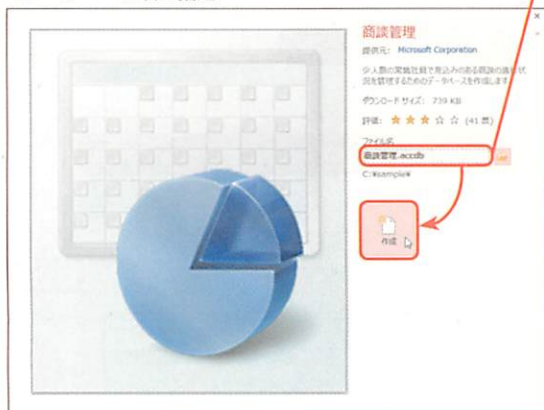 商談管理
提供元: Microsoft Corporation
少人数の営業社員で見込みのある商談の進行状
況を管理するためのデータベースを作成します
ダウンロード サイズ: 739 KB
評価: ★★★☆☆ (41 票)
ファイル名
商談管理.accdb
C:¥sample¥
作成